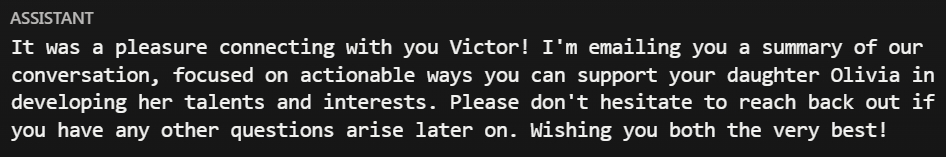 ASSISTANT
It was a pleasure connecting with you Victor! I'm emailing you a summary of our
conversation, focused on actionable ways you can support your daughter Olivia in
developing her talents and interests. Please don't hesitate to reach back out if
you have any other questions arise later on. Wishing you both the very best!